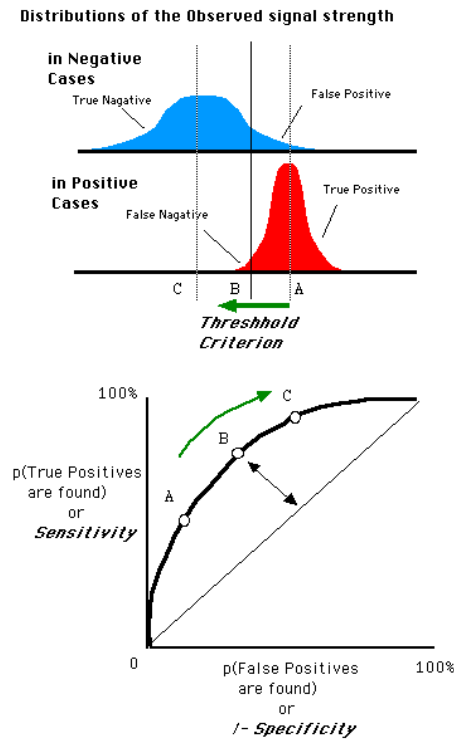 Distributions of the Observed signal strength
in Negative
Cases
True Nagative
False Positive
in Positive
Cases
True Positive
False Nagative
C B A
Threshhold
Criterion
100%
C
B
A
p(True Positives
are found)
or
Sensitivity
0
p(False Positives
are found)
or
1- Specificity
100%